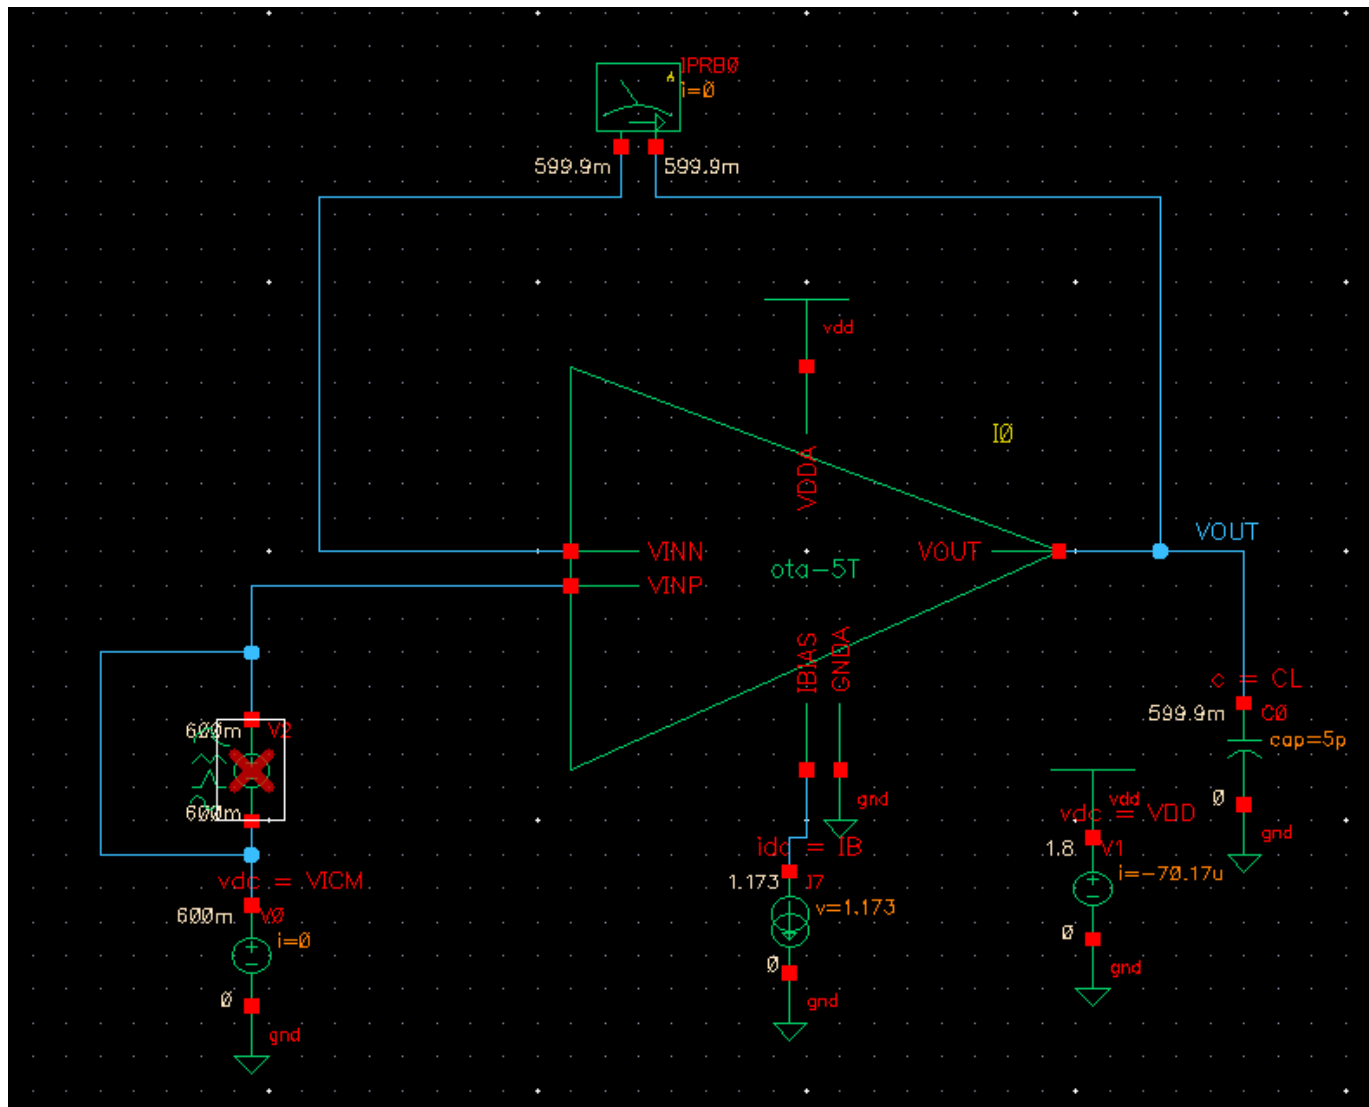 IPRB0
i=0
599.9m
599.9m
vdd
I0
VDDA
VINN
VOUT
VOUT
ota-5T
VINP
IBIAS
GNDA
c = CL
599.9m
C0
cap=5p
600m
V2
600m
0
gnd
gnd
vdd
vdc = VDD
idc = IB
1.8
V1
i=-70.17u
vdc = VICM
1.173
I7
v=1.173
600m
V0
i=0
0
0
gnd
0
gnd
0
gnd